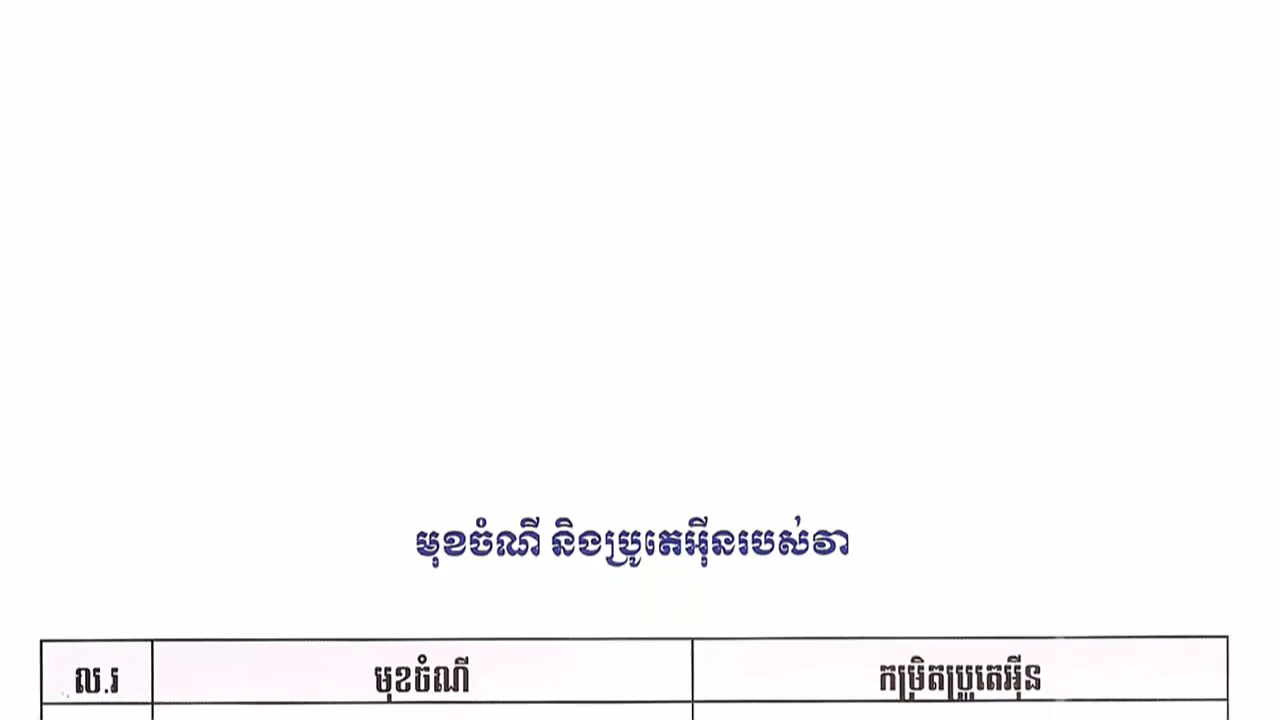 មុខចំណី និងប្រូតេអ៊ីនរបស់វា
ល.រ មុខចំណី កម្រិតប្រូតេអ៊ីន